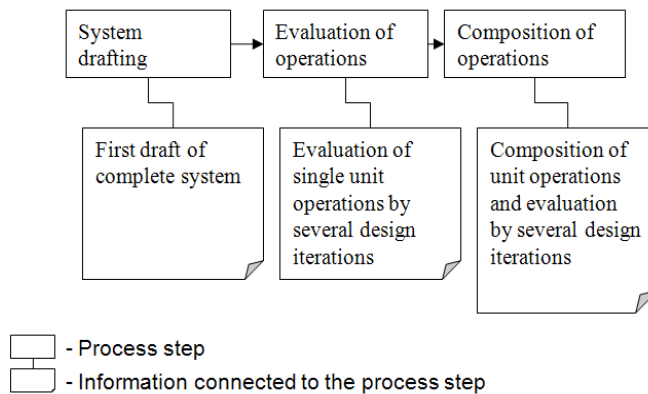 System
drafting
Evaluation of
operations
Composition of
operations
First draft of
complete system
Evaluation of
single unit
operations by
several design
iterations
Composition of
unit operations
and evaluation
by several design
iterations
- Process step
- Information connected to the process step